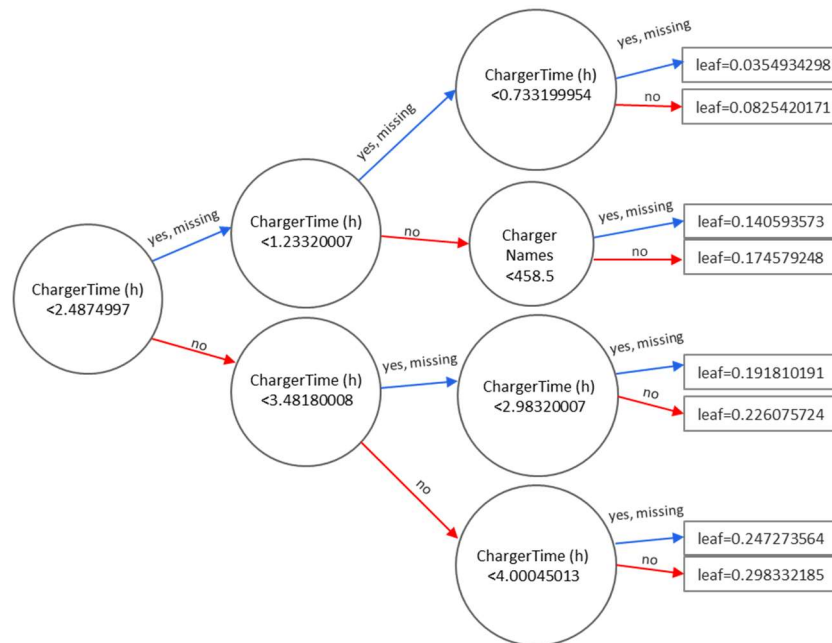 yes, missing
ChargerTime (h)
<0.733199954
leaf=0.0354934298
no
leaf=0.0825420171
yes, missing
ChargerTime (h)
<1.23320007
yes, missing
no
Charger
Names
<458.5
yes, missing
leaf=0.140593573
no
leaf=0.174579248
yes, missing
ChargerTime (h)
<2.4874997
no
ChargerTime (h)
<3.48180008
yes, missing
ChargerTime (h)
<2.98320007
yes, missing
leaf=0.191810191
no
leaf=0.226075724
no
ChargerTime (h)
<4.00045013
yes, missing
leaf=0.247273564
no
leaf=0.298332185